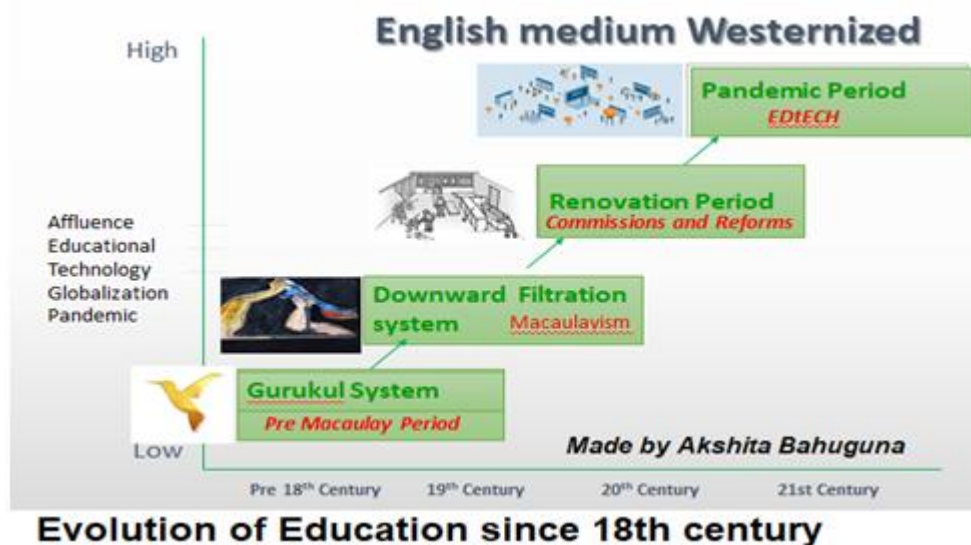 English medium Westernized
High
Pandemic Period
EDtECH
Renovation Period
Commissions and Reforms
Affluence
Educational
Technology
Globalization
Pandemic
Downward Filtration
system Macaulavism
Gurukul System
Pre Macaulay Period
Low
Made by Akshita Bahuguna
Pre 18th Century 19th Century 20th Century 21st Century
Evolution of Education since 18th century